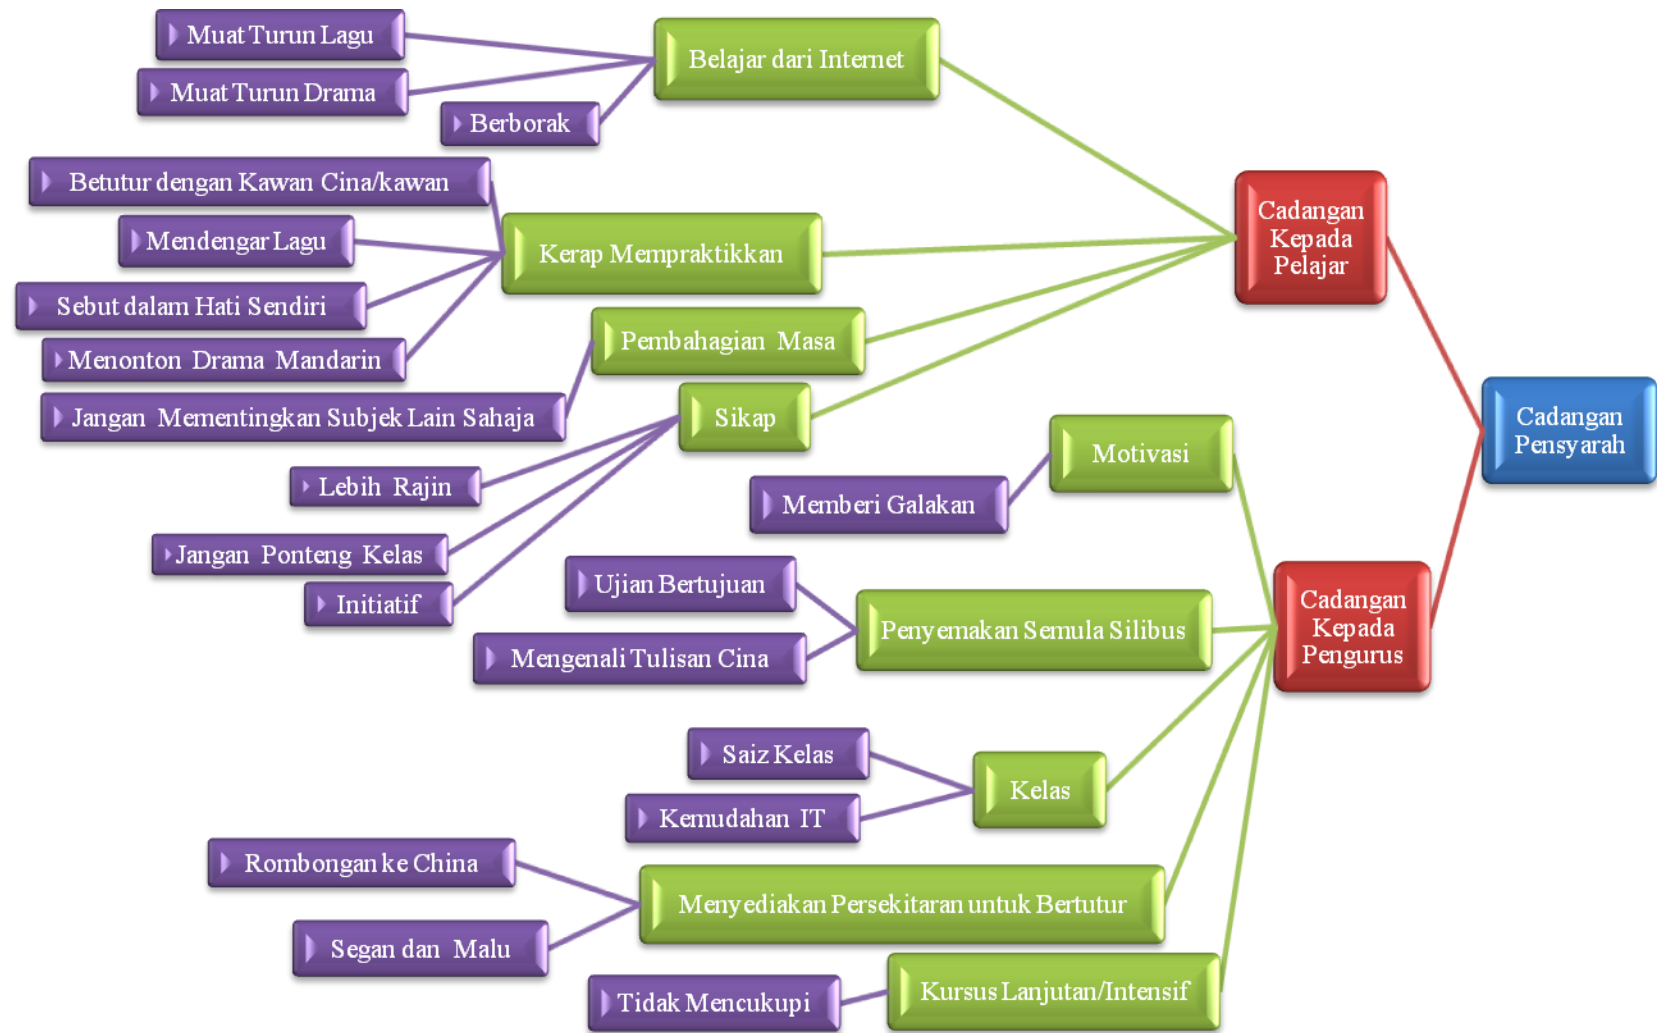 Muat Turun Lagu
Muat Turun Drama
Berborak
Belajar dari Internet
Betutur dengan Kawan Cina/kawan
Mendengar Lagu
Sebut dalam Hati Sendiri
Menonton Drama Mandarin
Kerap Mempraktikkan
Jangan Mementingkan Subjek Lain Sahaja
Pembahagian Masa
Lebih Rajin
Jangan Ponteng Kelas
Initiatif
Sikap
Cadangan
Kepada
Pelajar
Memberi Galakan
Motivasi
Ujian Bertujuan
Mengenali Tulisan Cina
Penyemakan Semula Silibus
Saiz Kelas
Kemudahan IT
Kelas
Rombongan ke China
Segan dan Malu
Menyediakan Persekitaran untuk Bertutur
Tidak Mencukupi
Kursus Lanjutan/Intensif
Cadangan
Kepada
Pengurus
Cadangan
Pensyarah